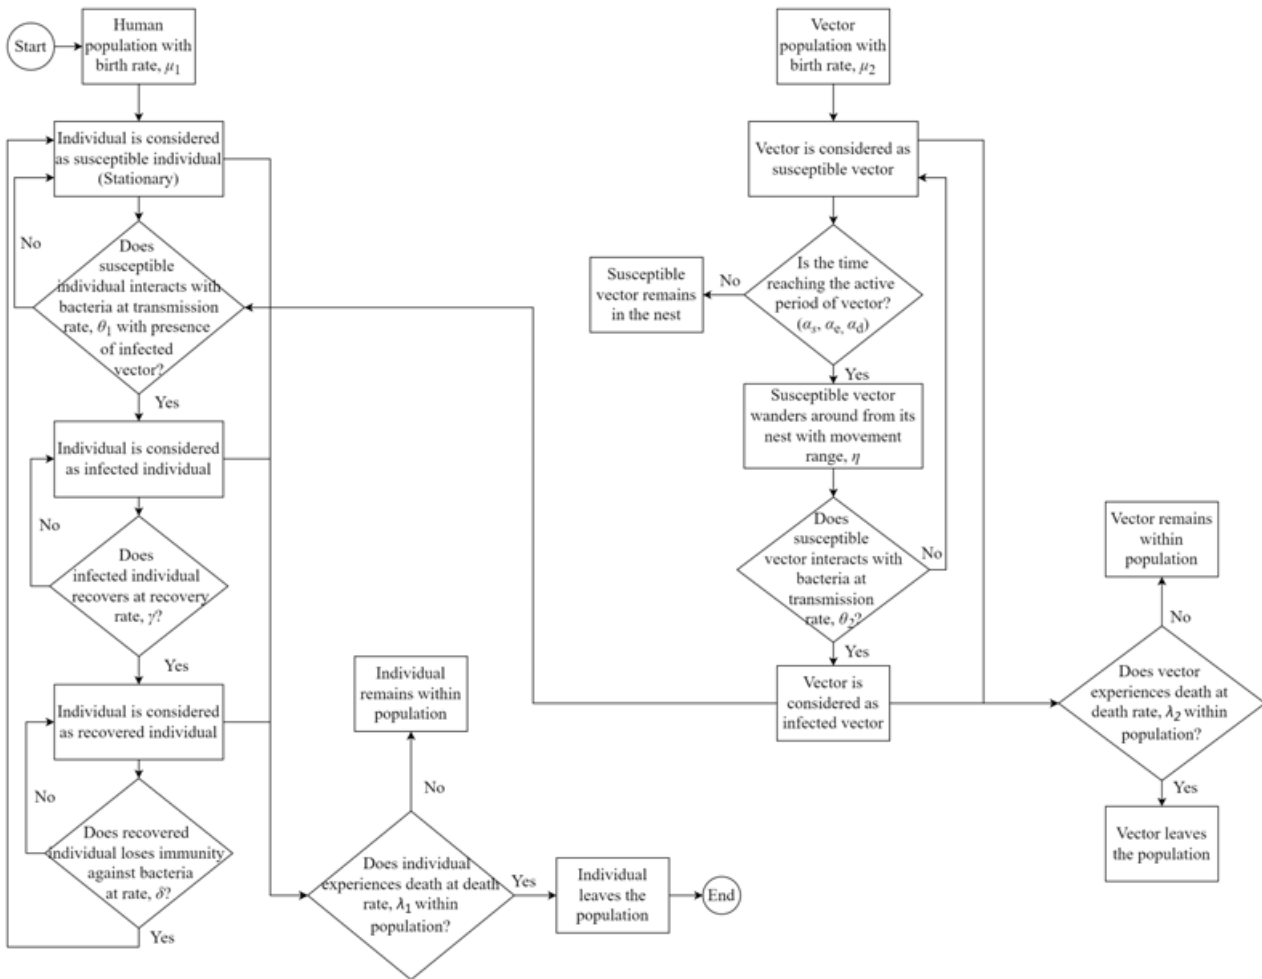 Start
Human
population with
birth rate, μ₁
Individual is considered
as susceptible individual
(Stationary)
No
Does
susceptible
individual interacts with
bacteria at transmission
rate, θ₁ with presence
of infected
vector?
Yes
Individual is considered
as infected individual
No
Does
infected individual
recovers at recovery
rate, γ?
Yes
Individual is considered
as recovered individual
No
Does recovered
individual loses immunity
against bacteria
at rate, δ?
Yes
Individual
remains within
population
No
Does individual
experiences death at death
rate, λ₁ within
population?
Yes
Individual
leaves the
population
End
Vector
population with
birth rate, μ₂
Vector is considered as
susceptible vector
Is the time
reaching the active
period of vector?
(αₛ, αₑ, α_d)
No
Susceptible
vector remains
in the nest
Yes
Susceptible vector
wanders around from its
nest with movement
range, η
Does
susceptible
vector interacts with
bacteria at
transmission
rate, θ₂?
No
Yes
Vector is
considered as
infected vector
Vector remains
within
population
No
Does vector
experiences death at
death rate, λ₂ within
population?
Yes
Vector leaves
the population